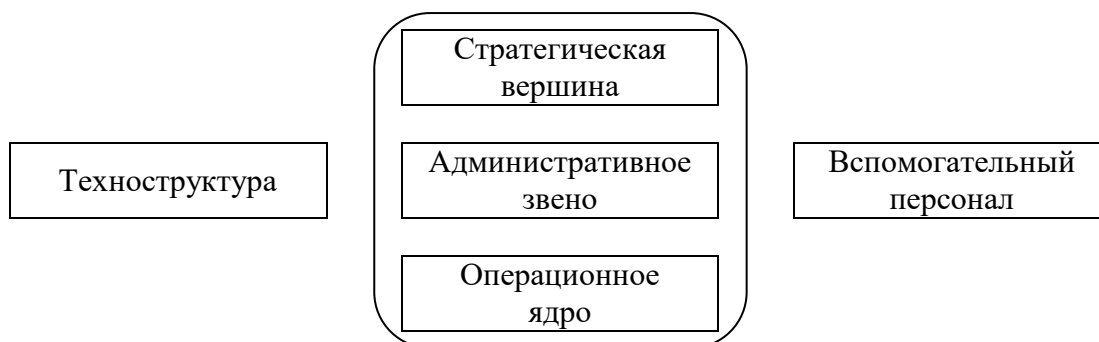 Стратегическая
вершина
Техноструктура
Административное
звено
Вспомогательный
персонал
Операционное
ядро